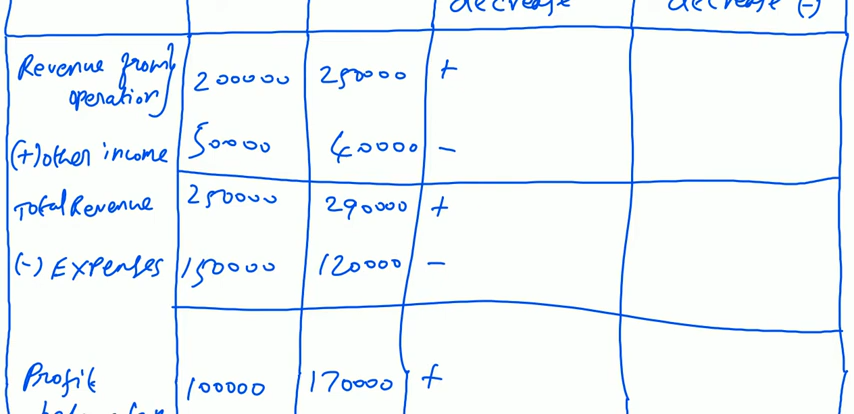 decrease decrease (-)
Revenue from 200000 250000 +
operation
(+) other income 50000 40000 -
Total Revenue 250000 290000 +
(-) Expenses 150000 120000 -
Profit 100000 170000 +